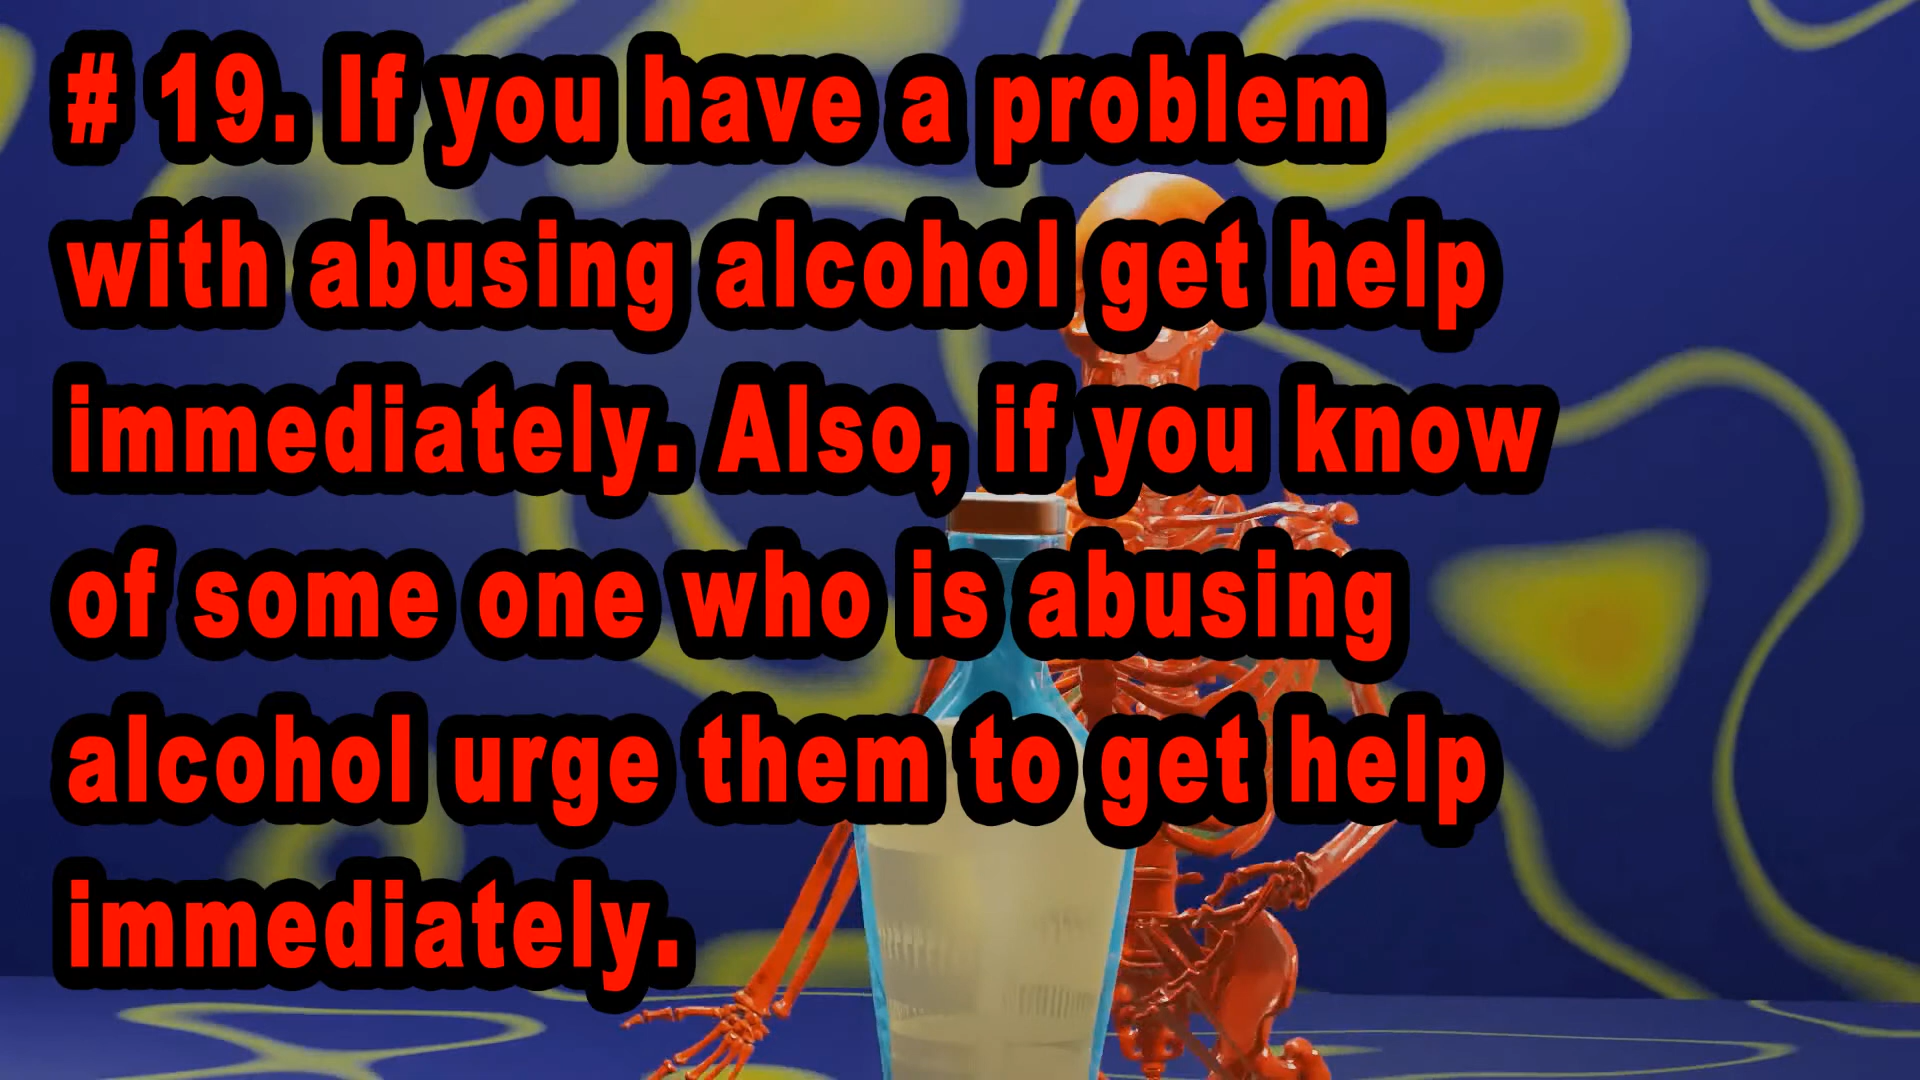 # 19. If you have a problem
with abusing alcohol get help
immediately. Also, if you know
of some one who is abusing
alcohol urge them to get help
immediately.